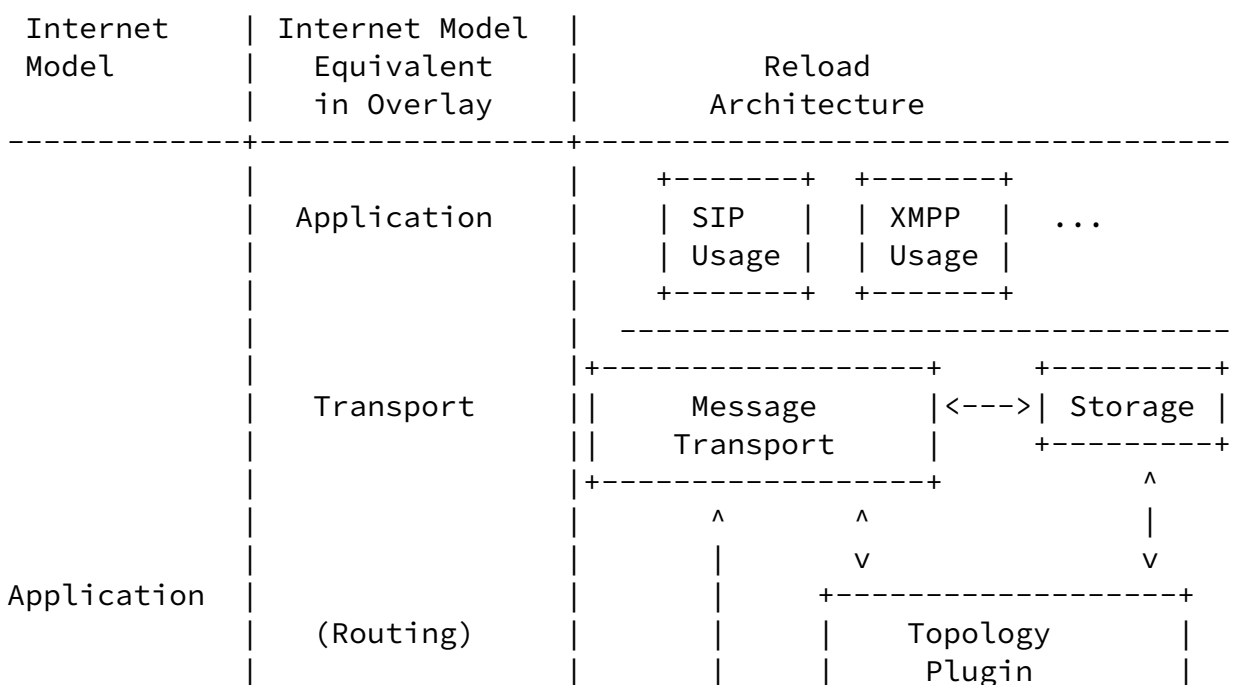 Internet | Internet Model |
Model | Equivalent | Reload
| in Overlay | Architecture
-------------+-----------------+------------------------------------
| | +-------+ +-------+
| Application | | SIP | | XMPP | ...
| | | Usage | | Usage |
| | +-------+ +-------+
| | ----------------------------------
| |+------------------+ +---------+
| Transport || Message |<--->| Storage |
| || Transport | +---------+
| |+------------------+ ^
| | ^ ^ |
| | | v v
Application | | | +-------------------+
| (Routing) | | | Topology |
| | | | Plugin |